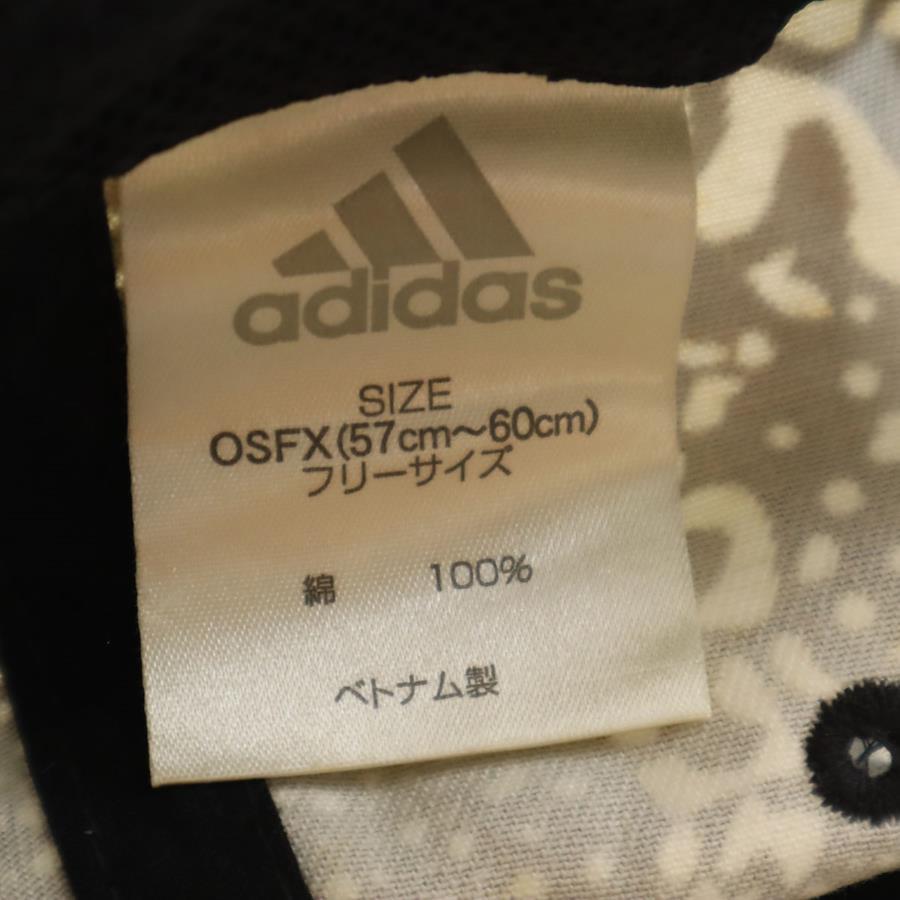 adidas
SIZE
OSFX(57cm～60cm)
フリーサイズ
綿 100%
ベトナム製